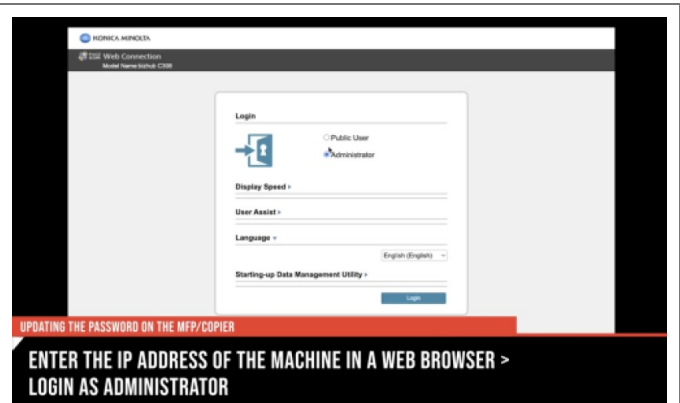 KONICA MINOLTA
Web Connection
Model Name:bizhub C308
Login
Public User
Administrator
Display Speed
User Assist
Language
English (English)
Starting-up Data Management Utility
Login
UPDATING THE PASSWORD ON THE MFP/COPIER
ENTER THE IP ADDRESS OF THE MACHINE IN A WEB BROWSER >
LOGIN AS ADMINISTRATOR